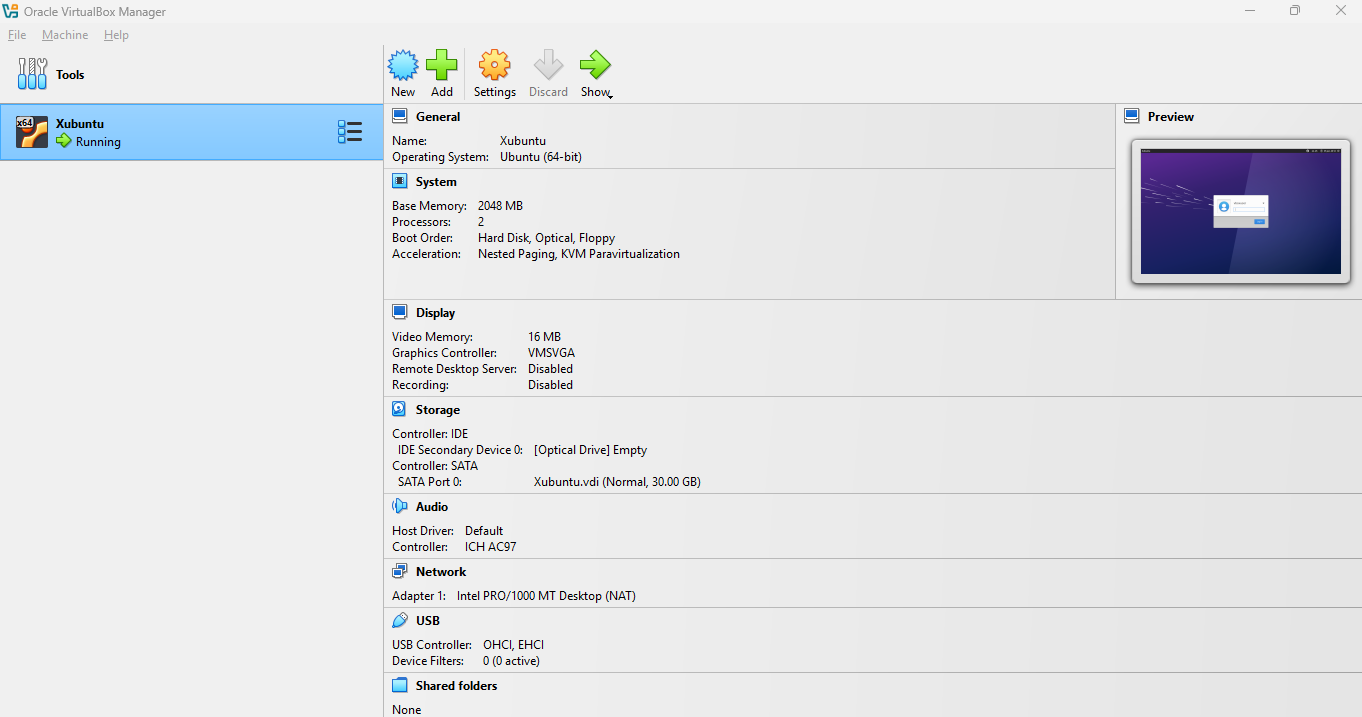 Oracle VirtualBox Manager
File Machine Help
Tools
New Add Settings Discard Show
x64
Xubuntu
Running
General
Name: Xubuntu
Operating System: Ubuntu (64-bit)
System
Base Memory: 2048 MB
Processors: 2
Boot Order: Hard Disk, Optical, Floppy
Acceleration: Nested Paging, KVM Paravirtualization
Preview
Display
Video Memory: 16 MB
Graphics Controller: VMSVGA
Remote Desktop Server: Disabled
Recording: Disabled
Storage
Controller: IDE
IDE Secondary Device 0: [Optical Drive] Empty
Controller: SATA
SATA Port 0: Xubuntu.vdi (Normal, 30.00 GB)
Audio
Host Driver: Default
Controller: ICH AC97
Network
Adapter 1: Intel PRO/1000 MT Desktop (NAT)
USB
USB Controller: OHCI, EHCI
Device Filters: 0 (0 active)
Shared folders
None